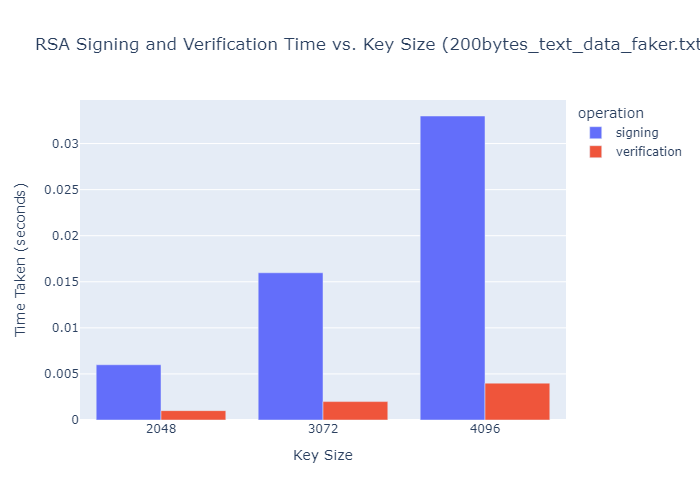 RSA Signing and Verification Time vs. Key Size (200bytes_text_data_faker.txt
operation
signing
verification
0.03
0.025
0.02
0.015
0.01
0.005
0
Time Taken (seconds)
2048 3072 4096
Key Size